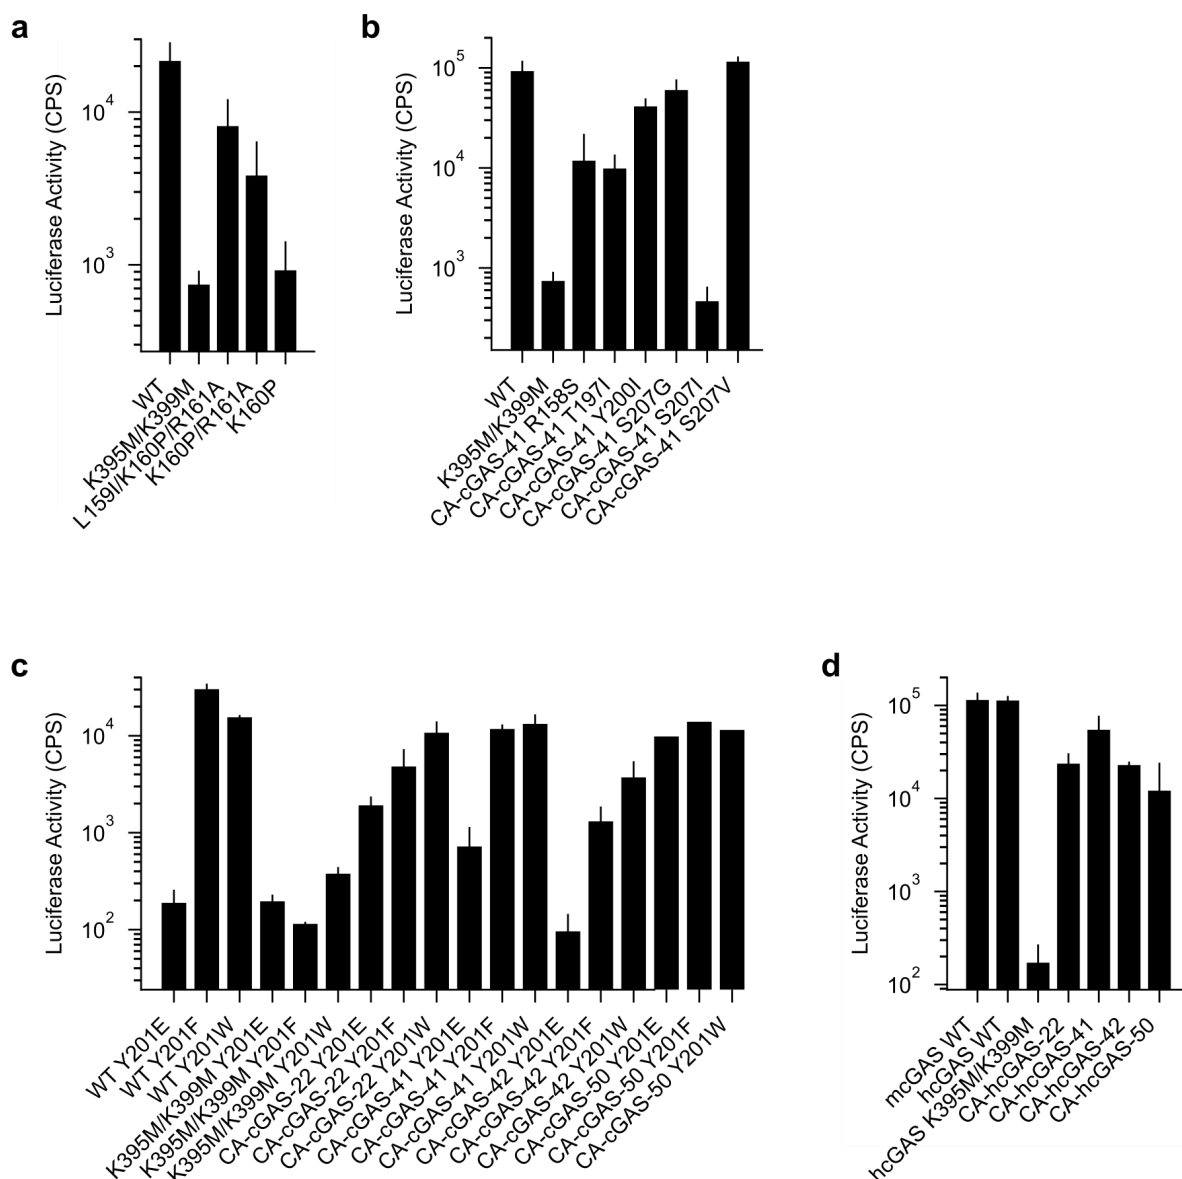 a
Luciferase Activity (CPS)
10^4
10^3
WT
K395M/K399M
L159I/K160P/R161A
K160P/R161A
K160P
b
Luciferase Activity (CPS)
10^5
10^4
10^3
WT
K395M/K399M
CA-cGAS-41 R158S
CA-cGAS-41 T197I
CA-cGAS-41 Y200I
CA-cGAS-41 S207G
CA-cGAS-41 S207I
CA-cGAS-41 S207V
c
Luciferase Activity (CPS)
10^4
10^3
10^2
WT Y201E
WT Y201F
WT Y201W
K395M/K399M Y201E
K395M/K399M Y201F
K395M/K399M Y201W
CA-cGAS-22 Y201E
CA-cGAS-22 Y201F
CA-cGAS-22 Y201W
CA-cGAS-41 Y201E
CA-cGAS-41 Y201F
CA-cGAS-41 Y201W
CA-cGAS-42 Y201E
CA-cGAS-42 Y201F
CA-cGAS-42 Y201W
CA-cGAS-50 Y201E
CA-cGAS-50 Y201F
CA-cGAS-50 Y201W
d
Luciferase Activity (CPS)
10^5
10^4
10^3
10^2
mcGAS WT
hcGAS WT
hcGAS K395M/K399M
CA-hcGAS-22
CA-hcGAS-41
CA-hcGAS-42
CA-hcGAS-50